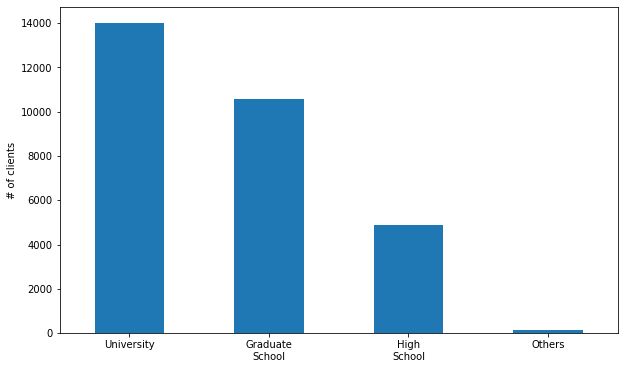 14000
12000
10000
8000
6000
4000
2000
0
# of clients
University
Graduate
School
High
School
Others